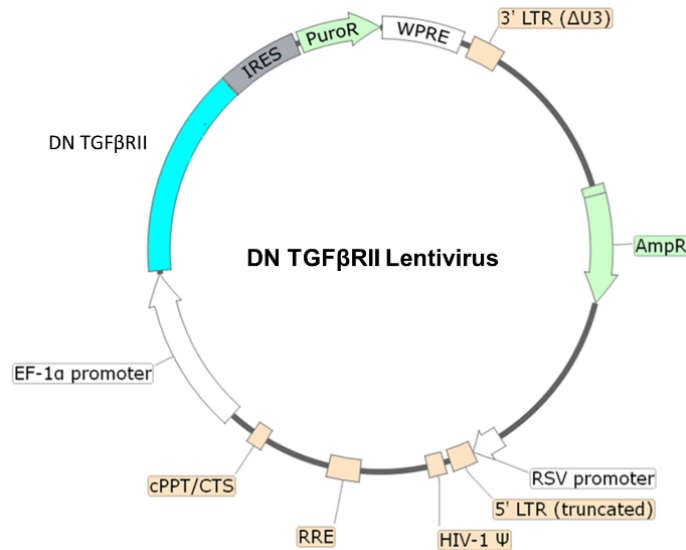 3' LTR (ΔU3)
WPRE
PuroR
IRES
DN TGFβRII
AmpR
DN TGFβRII Lentivirus
EF-1α promoter
cPPT/CTS
RSV promoter
5' LTR (truncated)
RRE
HIV-1 Ψ